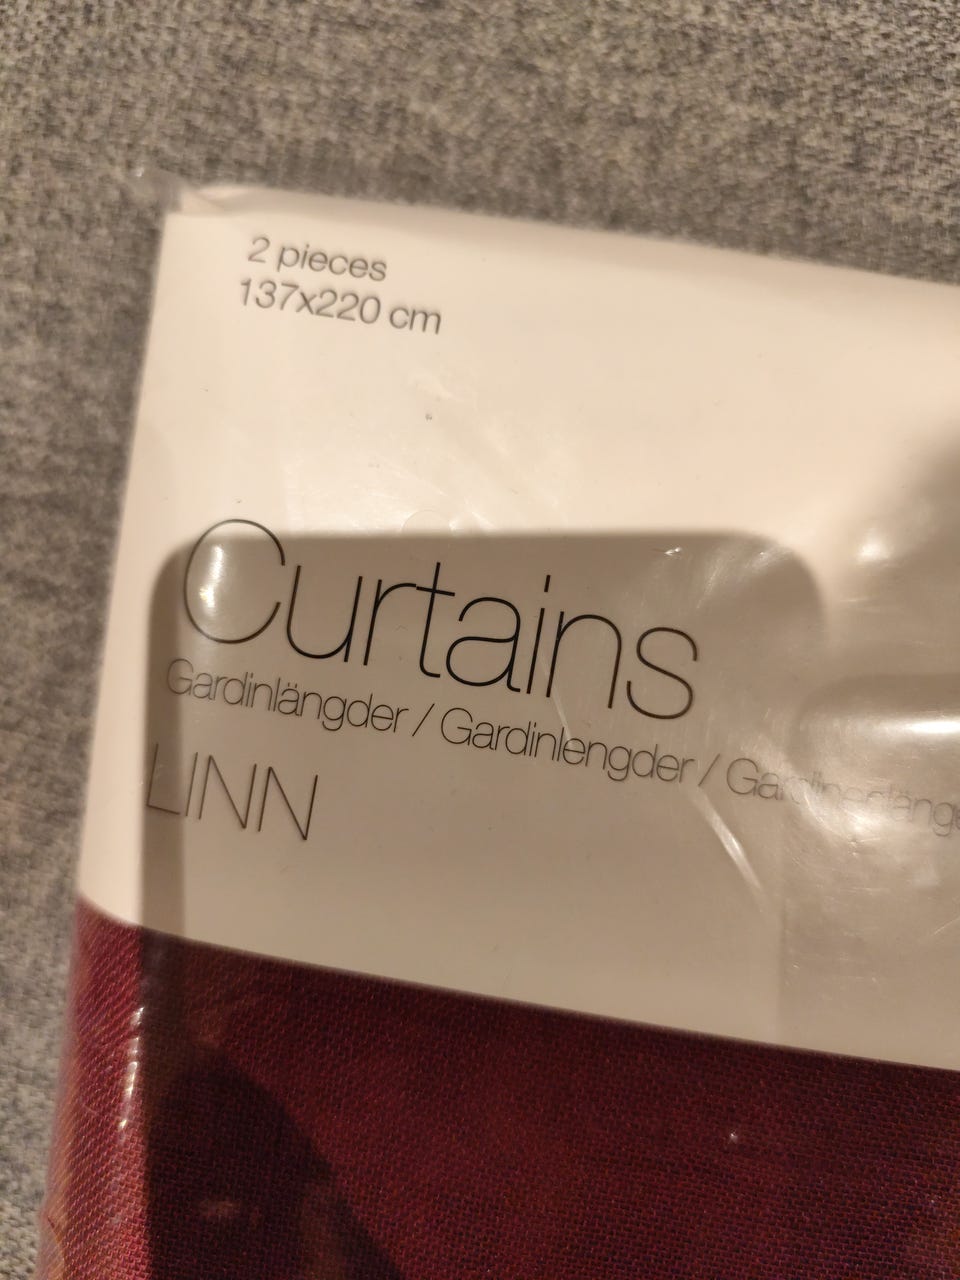 2 pieces
137x220 cm
Curtains
Gardinlängder / Gardinlengder /
LINN